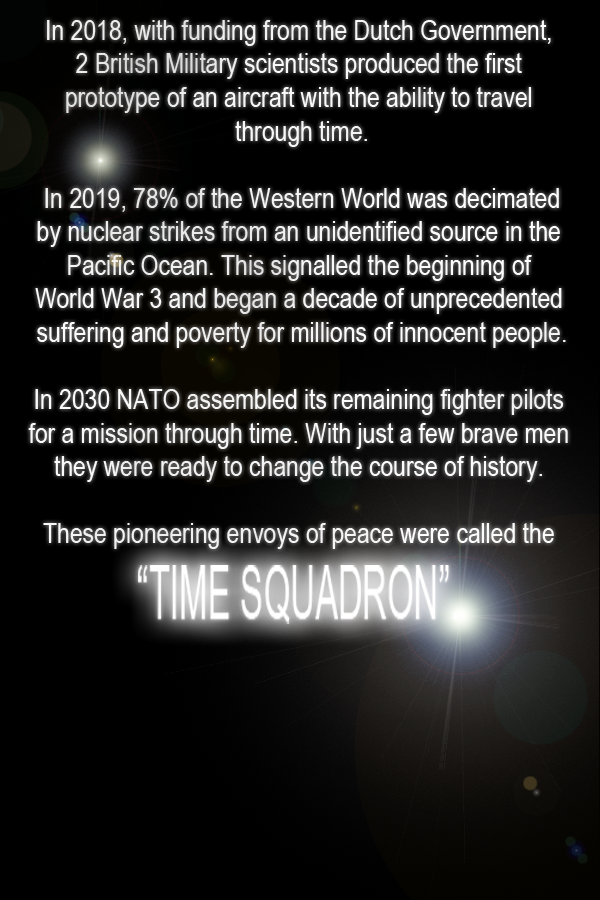 In 2018, with funding from the Dutch Government,
2 British Military scientists produced the first
prototype of an aircraft with the ability to travel
through time.
In 2019, 78% of the Western World was decimated
by nuclear strikes from an unidentified source in the
Pacific Ocean. This signalled the beginning of
World War 3 and began a decade of unprecedented
suffering and poverty for millions of innocent people.
In 2030 NATO assembled its remaining fighter pilots
for a mission through time. With just a few brave men
they were ready to change the course of history.
These pioneering envoys of peace were called the
“TIME SQUADRON”